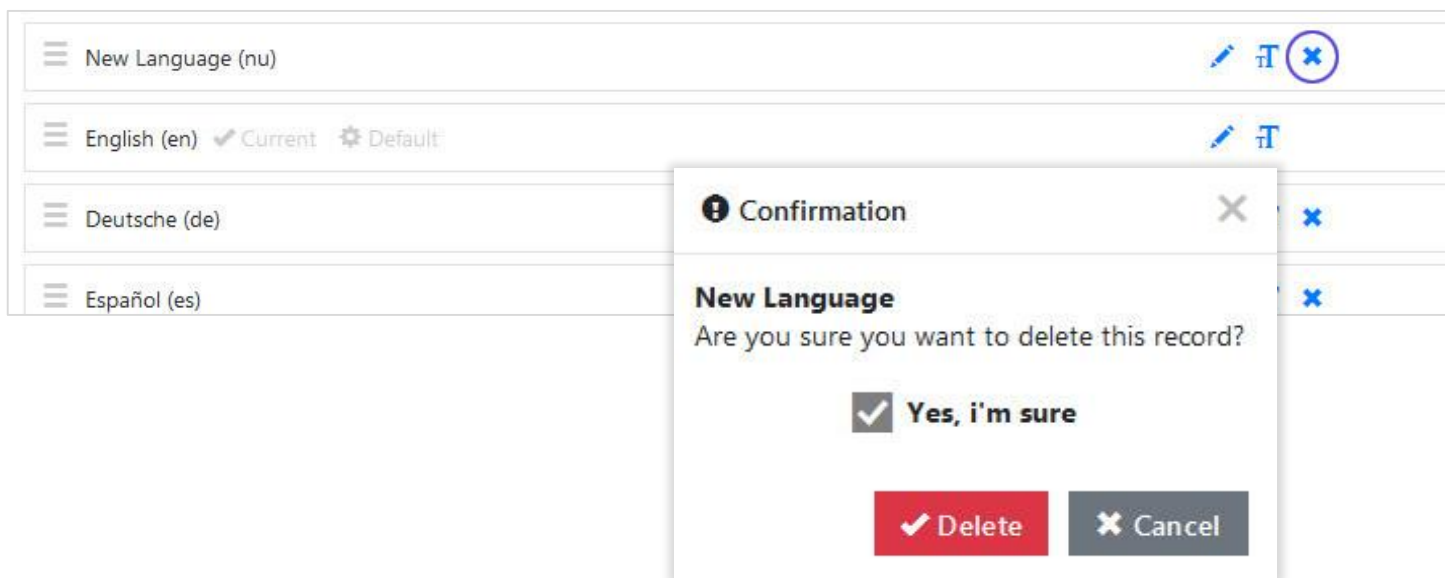 New Language (nu)
English (en) Current Default
Deutsche (de)
Español (es)
Confirmation
New Language
Are you sure you want to delete this record?
Yes, i'm sure
Delete Cancel